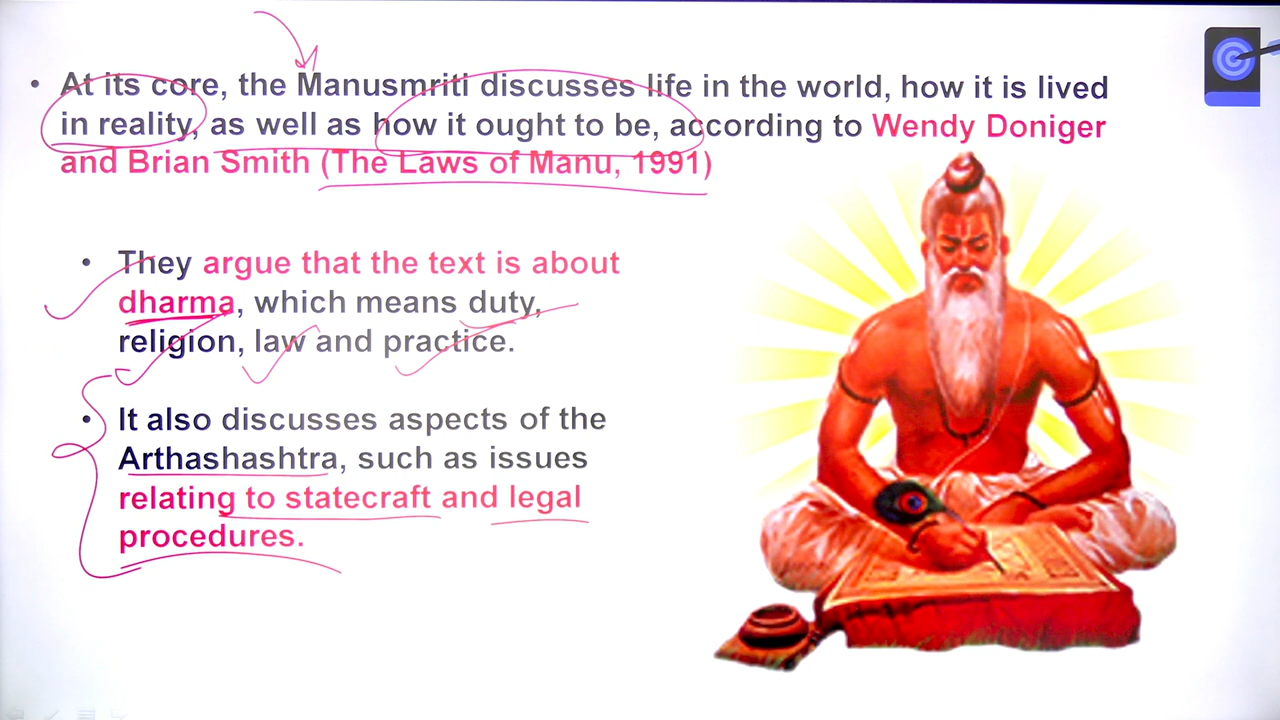 • At its core, the Manusmriti discusses life in the world, how it is lived
in reality, as well as how it ought to be, according to Wendy Doniger
and Brian Smith (The Laws of Manu, 1991)
• They argue that the text is about
dharma, which means duty,
religion, law and practice.
• It also discusses aspects of the
Arthashashtra, such as issues
relating to statecraft and legal
procedures.